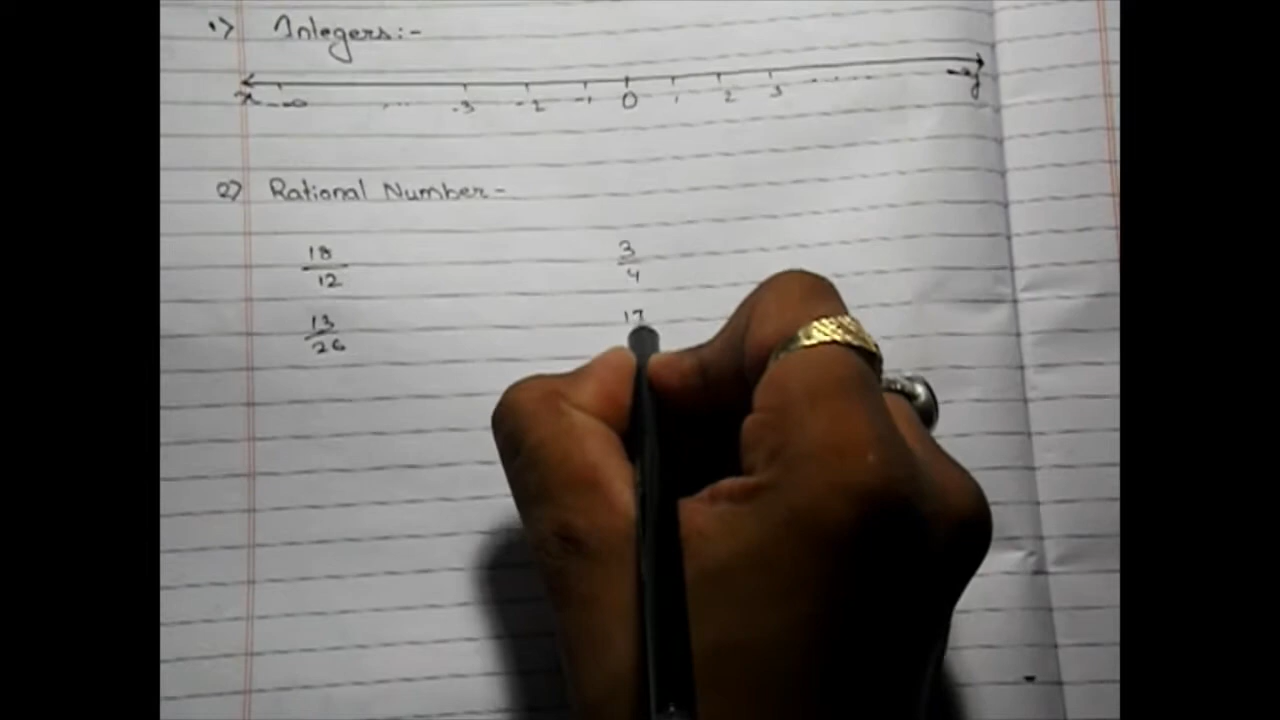 1) Integers:-
-3 -2 -1 0 1 2 3
2) Rational Number-
18/12 3/4
13/26 17